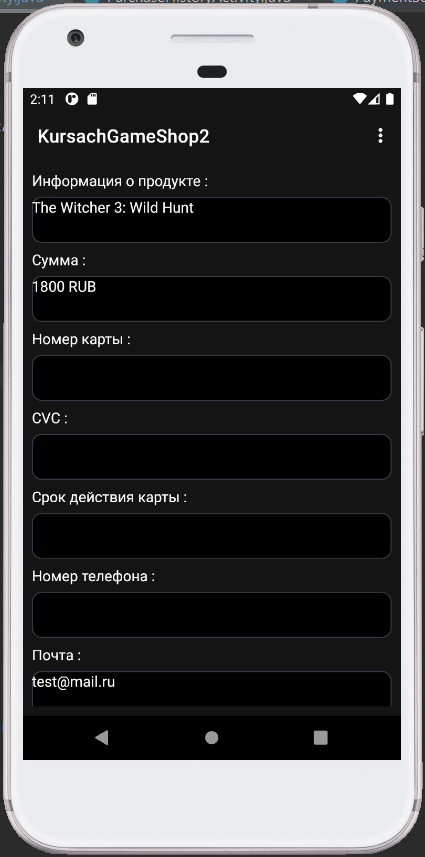 2:11
KursachGameShop2
Информация о продукте :
The Witcher 3: Wild Hunt
Сумма :
1800 RUB
Номер карты :
CVC :
Срок действия карты :
Номер телефона :
Почта :
test@mail.ru